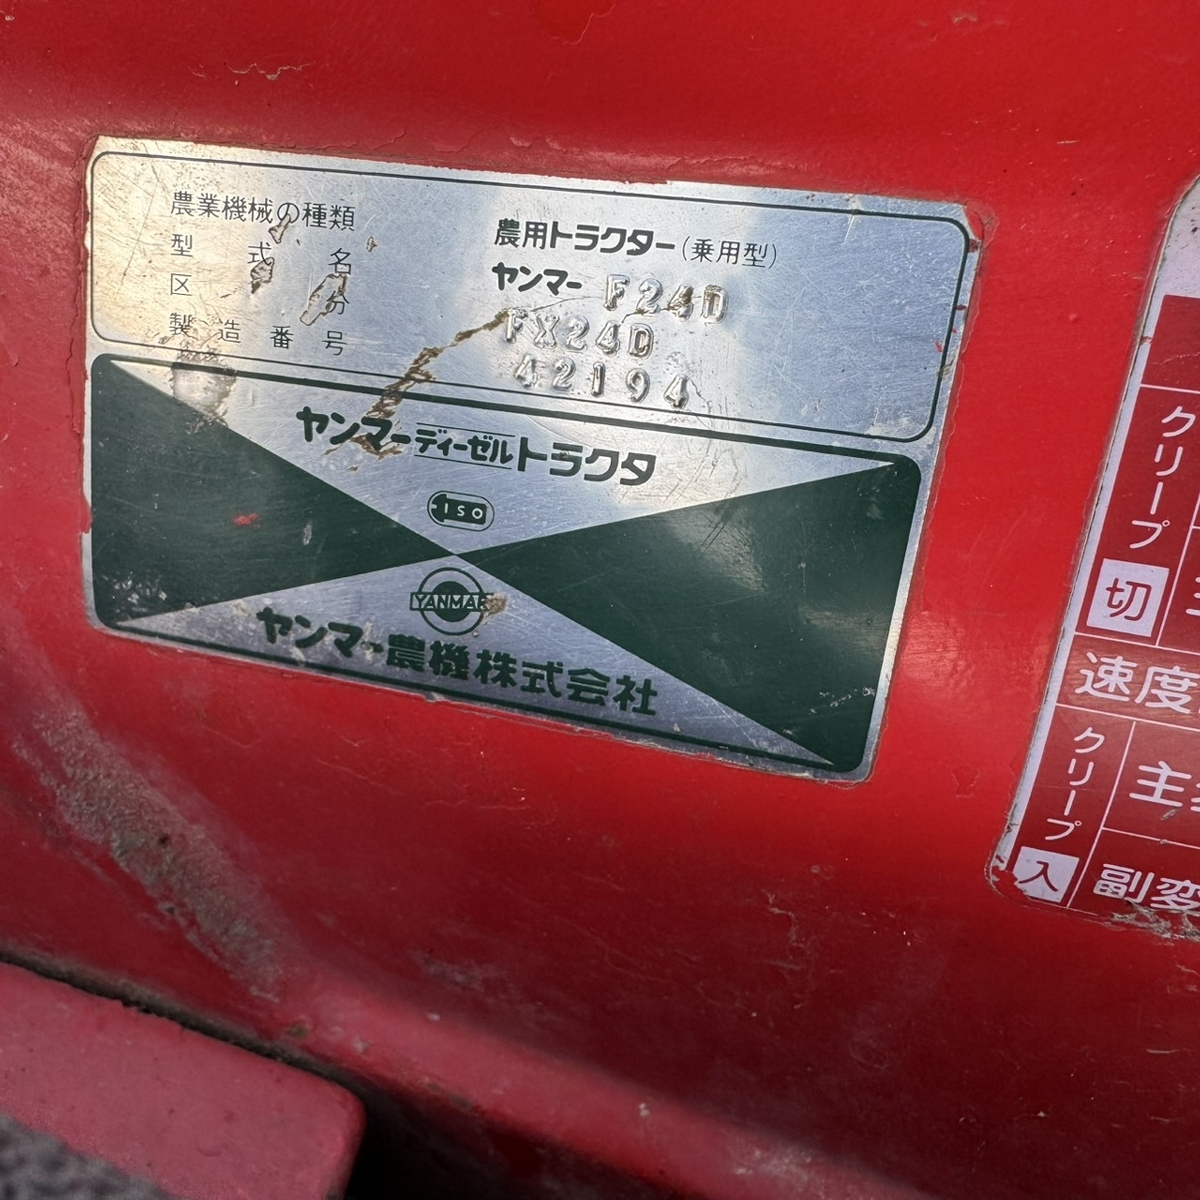 農業機械の種類 農用トラクター(乗用型)
型式名 ヤンマー F24D
区分 FX24D
製造番号 42194
ヤンマーディーゼルトラクタ
ISO
YANMAR
ヤンマー農機株式会社
クリープ
切
速度
クリープ
入
主
副変